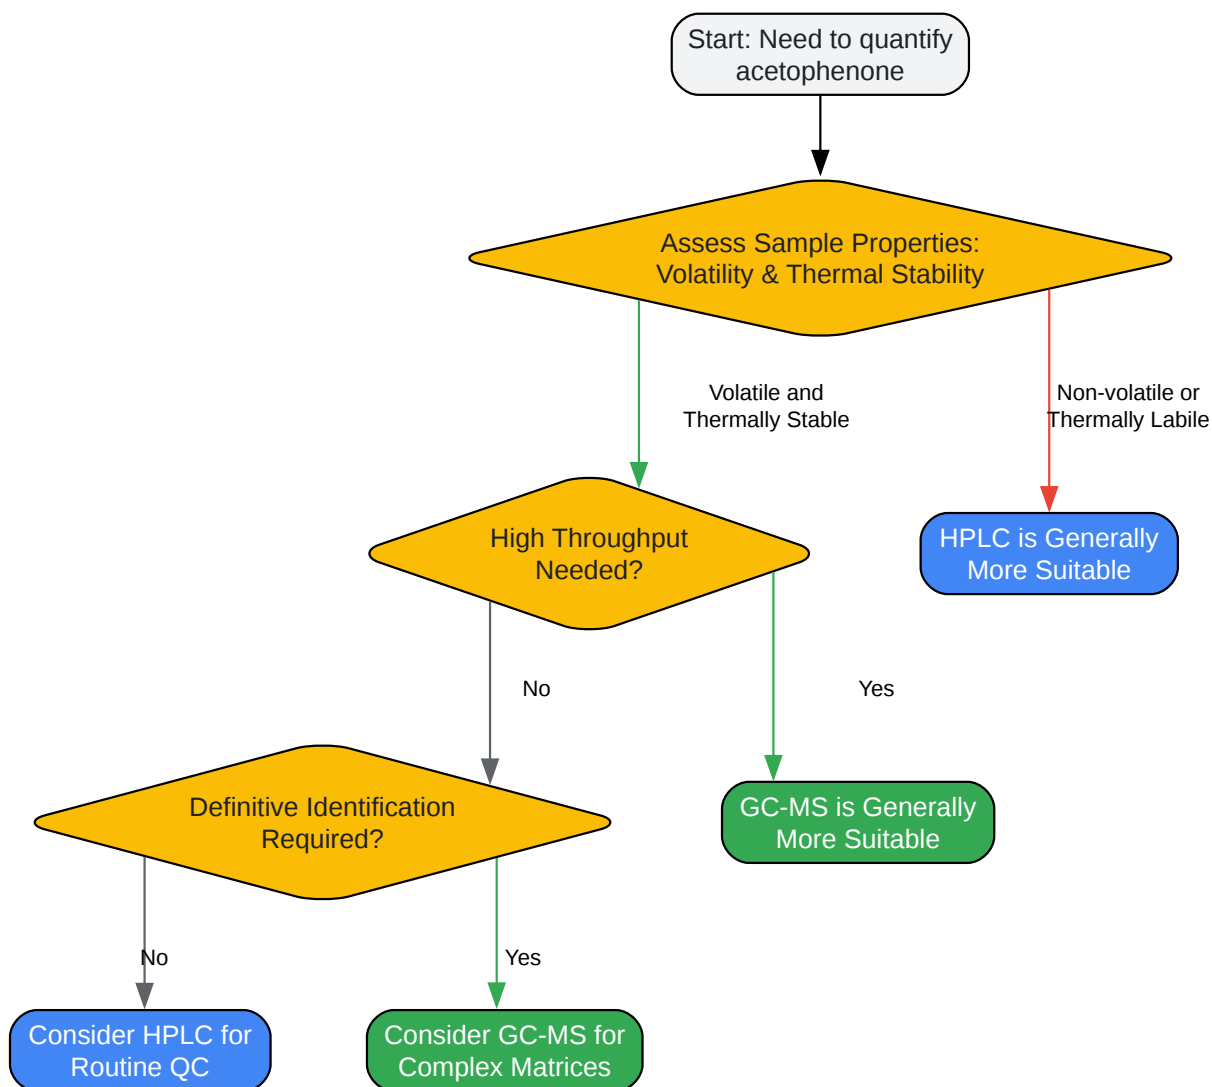 Start: Need to quantify
acetophenone
Assess Sample Properties:
Volatility & Thermal Stability
Volatile and
Thermally Stable
Non-volatile or
Thermally Labile
High Throughput
Needed?
HPLC is Generally
More Suitable
No
Yes
Definitive Identification
Required?
GC-MS is Generally
More Suitable
No
Yes
Consider HPLC for
Routine QC
Consider GC-MS for
Complex Matrices